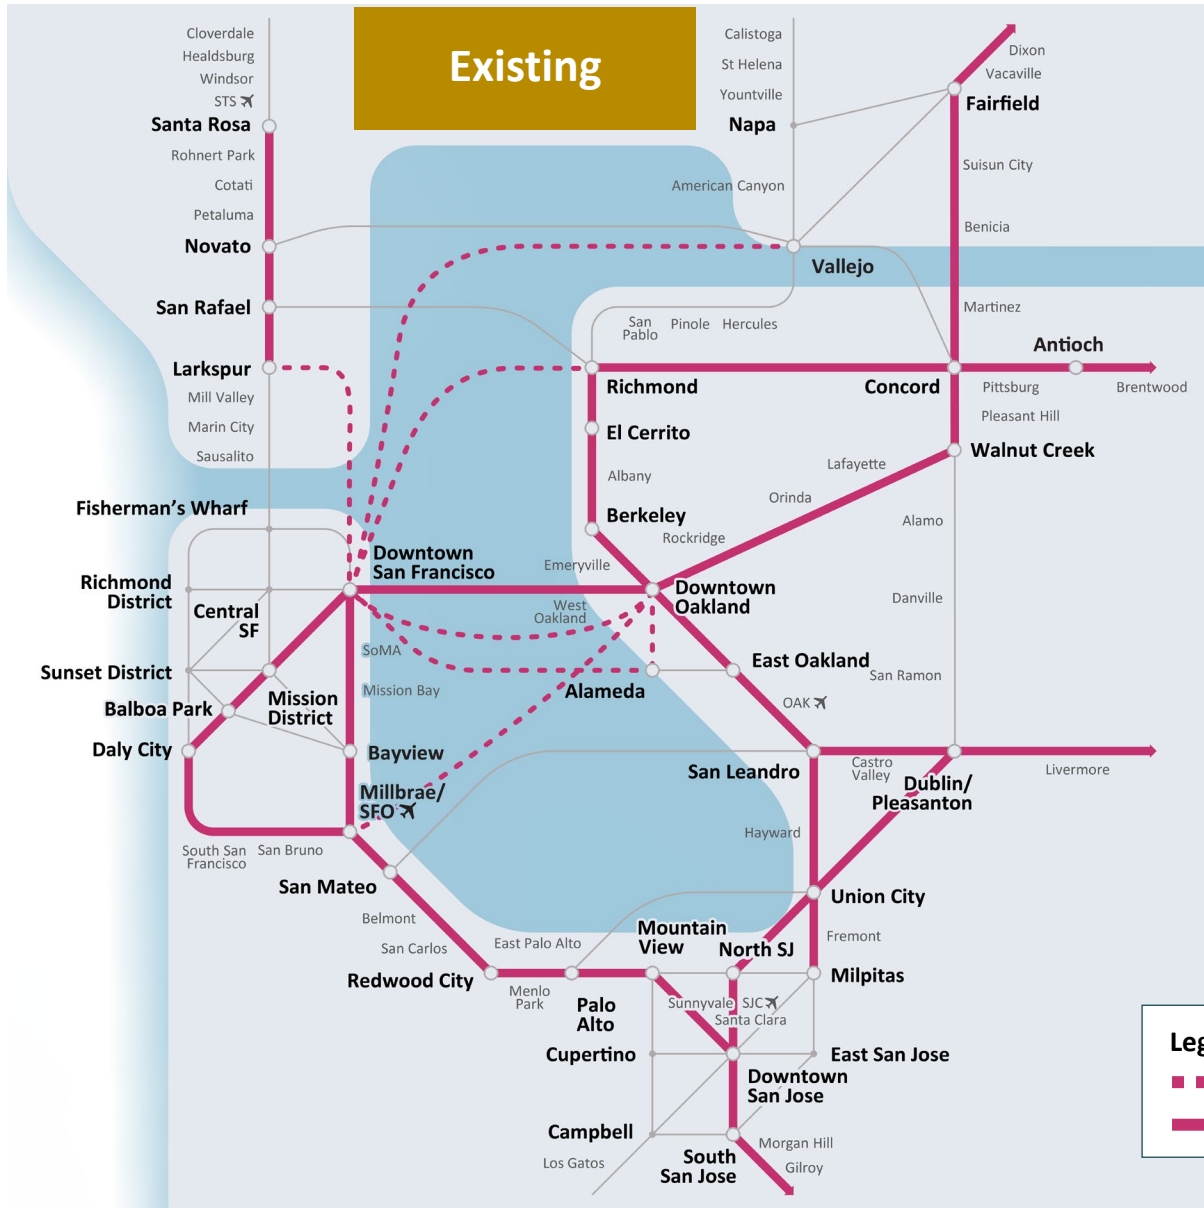 Existing
Cloverdale
Healdsburg
Windsor
STS
Santa Rosa
Rohnert Park
Cotati
Petaluma
Novato
San Rafael
Larkspur
Mill Valley
Marin City
Sausalito
Calistoga
St Helena
Yountville
Napa
American Canyon
Vallejo
Dixon
Vacaville
Fairfield
Suisun City
Benicia
Martinez
San
Pablo
Pinole
Hercules
Antioch
Richmond
Concord
Pittsburg
Brentwood
Pleasant Hill
El Cerrito
Walnut Creek
Lafayette
Albany
Orinda
Berkeley
Rockridge
Alamo
Emeryville
Fisherman's Wharf
Downtown
San Francisco
Richmond
District
Central
SF
West
Oakland
Downtown
Oakland
Danville
SoMA
Sunset District
Mission Bay
Mission
District
Balboa Park
Alameda
East Oakland
San Ramon
OAK
Daly City
Bayview
San Leandro
Castro
Valley
Dublin/
Pleasanton
Livermore
Millbrae/
SFO
South San
Francisco
San Bruno
Hayward
San Mateo
Belmont
San Carlos
Union City
East Palo Alto
Mountain
View
North SJ
Fremont
Redwood City
Menlo
Park
Palo
Alto
Milpitas
Sunnyvale
SJC
Santa Clara
Cupertino
East San Jose
Downtown
San Jose
Campbell
Los Gatos
South
San Jose
Morgan Hill
Gilroy
Leg